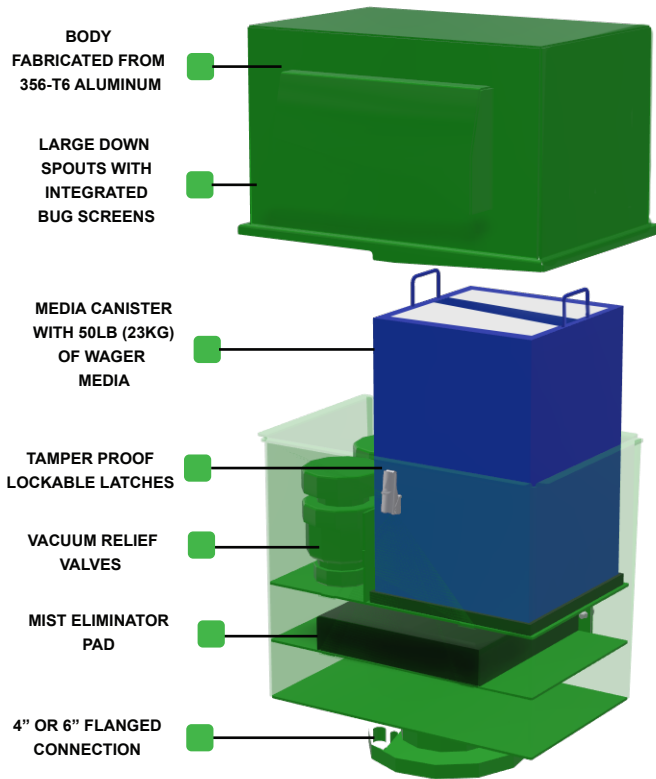 BODY
FABRICATED FROM
356-T6 ALUMINUM
LARGE DOWN
SPOUTS WITH
INTEGRATED
BUG SCREENS
MEDIA CANISTER
WITH 50LB (23KG)
OF WAGER
MEDIA
TAMPER PROOF
LOCKABLE LATCHES
VACUUM RELIEF
VALVES
MIST ELIMINATOR
PAD
4” OR 6” FLANGED
CONNECTION